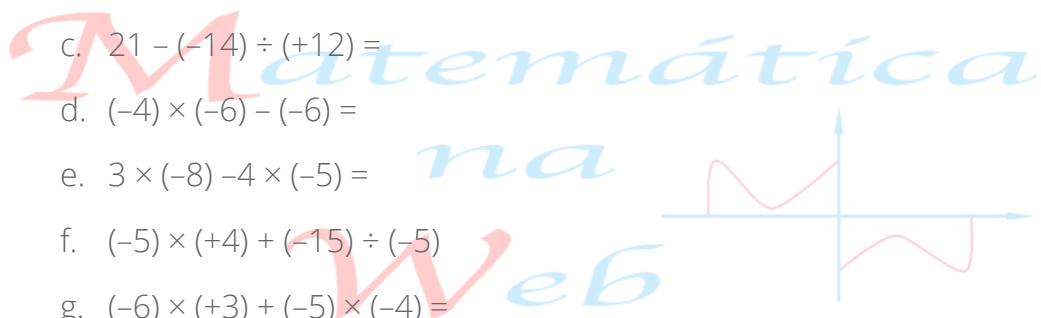 Matemática
na
Web
c. 21 – (–14) ÷ (+12) =
d. (–4) × (–6) – (–6) =
e. 3 × (–8) –4 × (–5) =
f. (–5) × (+4) + (–15) ÷ (–5)
g. (–6) × (+3) + (–5) × (–4) =